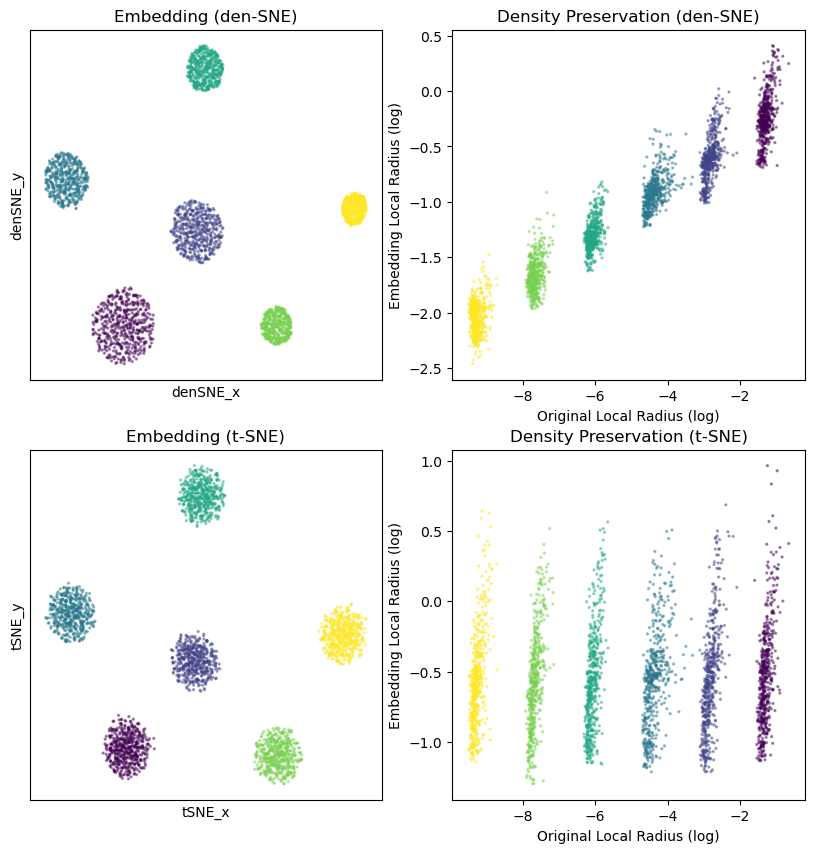 Embedding (den-SNE)
denSNE_y
denSNE_x
Density Preservation (den-SNE)
Embedding Local Radius (log)
0.5
0.0
−0.5
−1.0
−1.5
−2.0
−2.5
−8 −6 −4 −2
Original Local Radius (log)
Embedding (t-SNE)
tSNE_y
tSNE_x
Density Preservation (t-SNE)
Embedding Local Radius (log)
1.0
0.5
0.0
−0.5
−1.0
−8 −6 −4 −2
Original Local Radius (log)